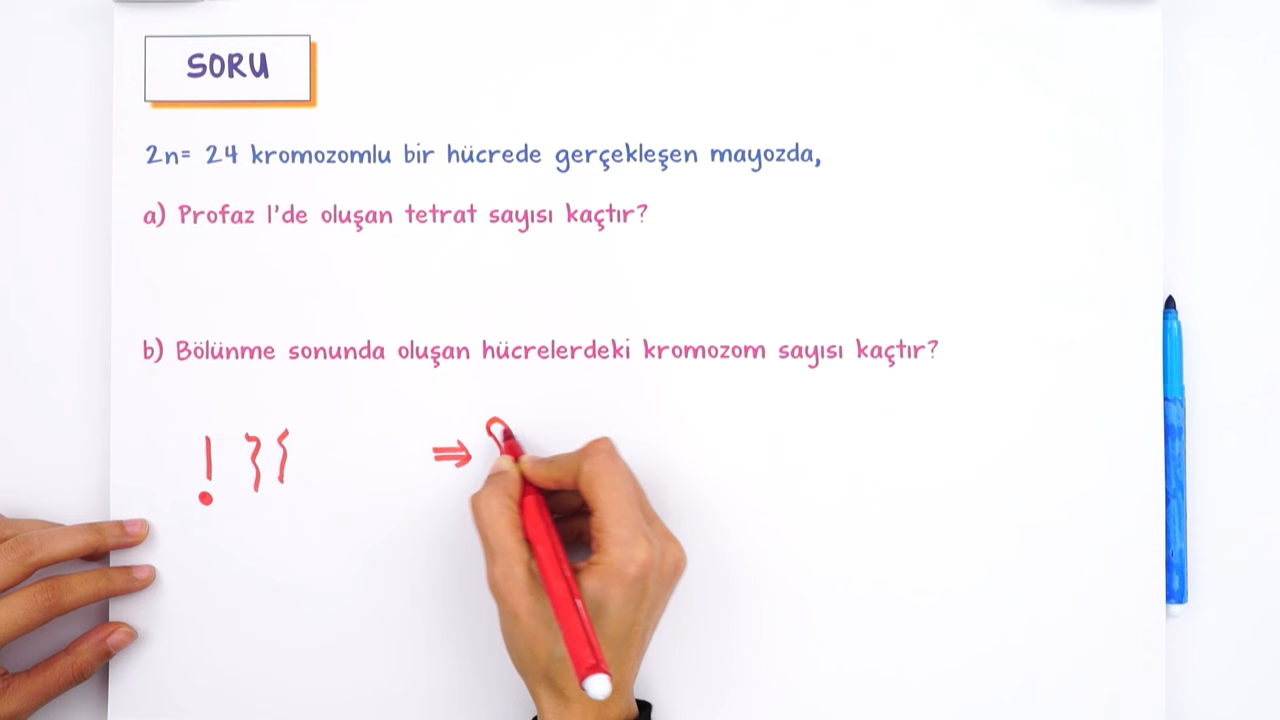 SORU
2n= 24 kromozomlu bir hücrede gerçekleşen mayozda,
a) Profaz I'de oluşan tetrat sayısı kaçtır?
b) Bölünme sonunda oluşan hücrelerdeki kromozom sayısı kaçtır?
! ⇒